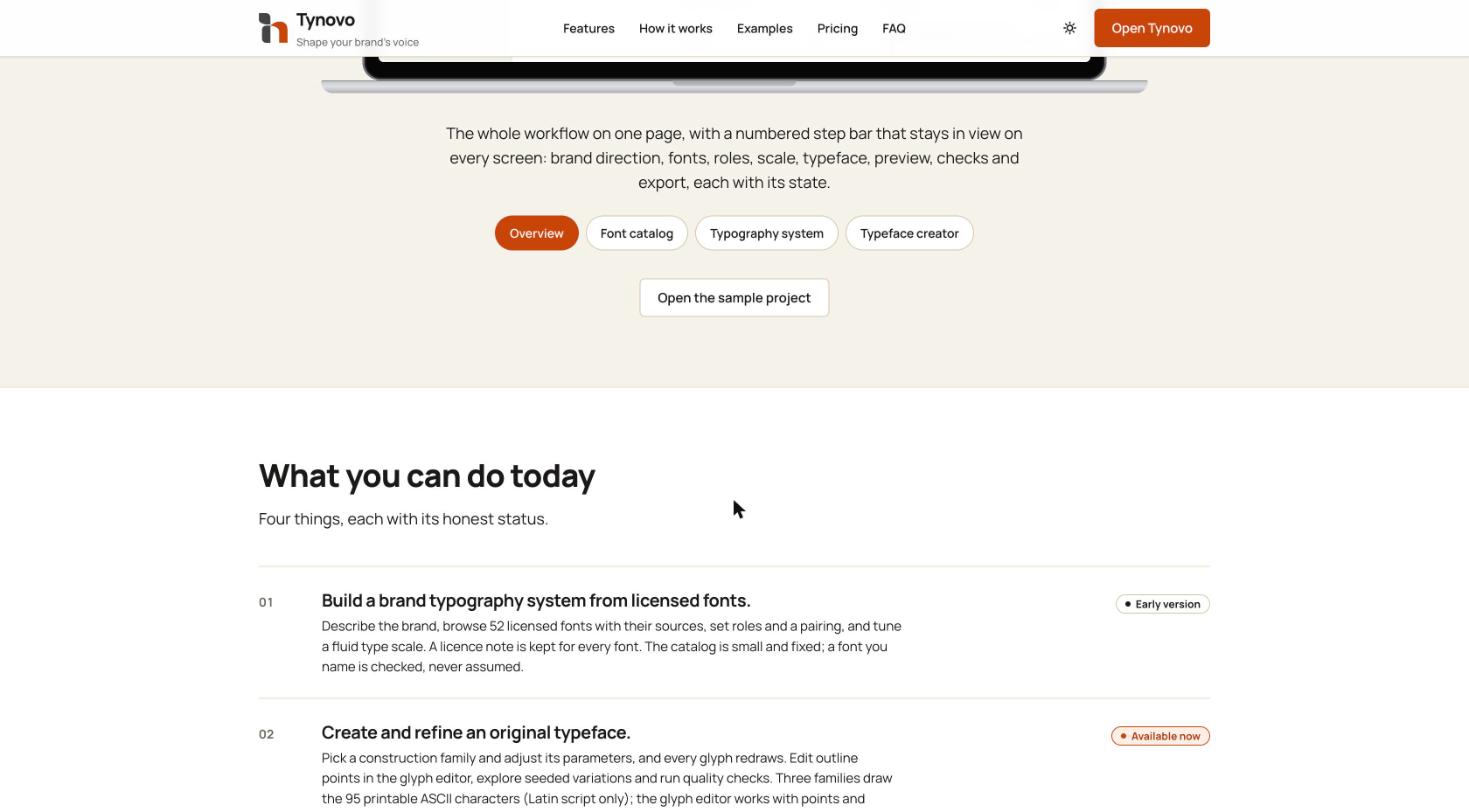 Tynovo
Shape your brand's voice
Features
How it works
Examples
Pricing
FAQ
Open Tynovo
The whole workflow on one page, with a numbered step bar that stays in view on
every screen: brand direction, fonts, roles, scale, typeface, preview, checks and
export, each with its state.
Overview
Font catalog
Typography system
Typeface creator
Open the sample project
What you can do today
Four things, each with its honest status.
01
Build a brand typography system from licensed fonts.
Early version
Describe the brand, browse 52 licensed fonts with their sources, set roles and a pairing, and tune
a fluid type scale. A licence note is kept for every font. The catalog is small and fixed; a font you
name is checked, never assumed.
02
Create and refine an original typeface.
Available now
Pick a construction family and adjust its parameters, and every glyph redraws. Edit outline
points in the glyph editor, explore seeded variations and run quality checks. Three families draw
the 95 printable ASCII characters (Latin script only); the glyph editor works with points and